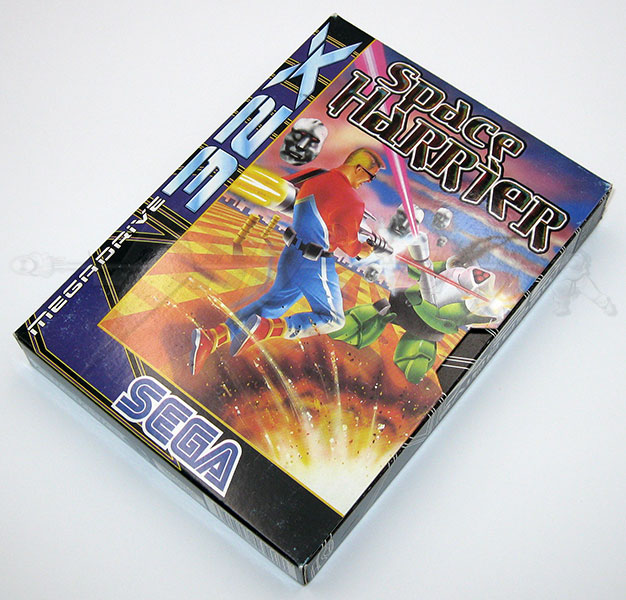 SPACE
HARRIER
32X
MEGADRIVE
SEGA